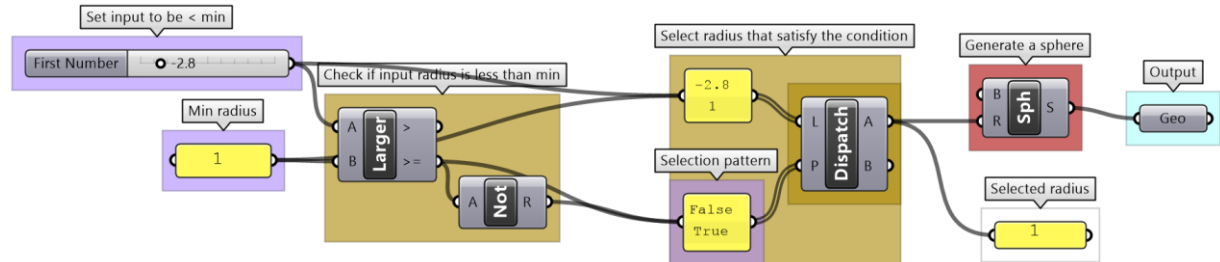 Set input to be < min
First Number
-2.8
Check if input radius is less than min
Min radius
1
A
B
Larger
>
>=
A
Not
R
Select radius that satisfy the condition
-2.8
1
Selection pattern
False
True
L
P
Dispatch
A
B
Generate a sphere
B
R
Sph
S
Output
Geo
Selected radius
1